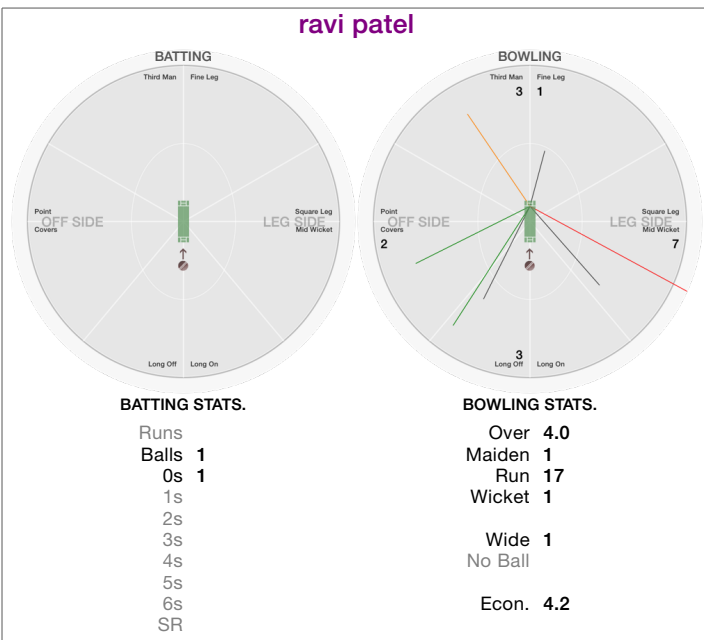 ravi patel
BATTING
Third Man Fine Leg
Point
OFF SIDE
Covers
Square Leg
LEG SIDE
Mid Wicket
Long Off Long On
BATTING STATS.
Runs
Balls 1
0s 1
1s
2s
3s
4s
5s
6s
SR
BOWLING
Third Man Fine Leg
3 1
Point
OFF SIDE
Covers
2
Square Leg
LEG SIDE
Mid Wicket
7
3
Long Off Long On
BOWLING STATS.
Over 4.0
Maiden 1
Run 17
Wicket 1
Wide 1
No Ball
Econ. 4.2